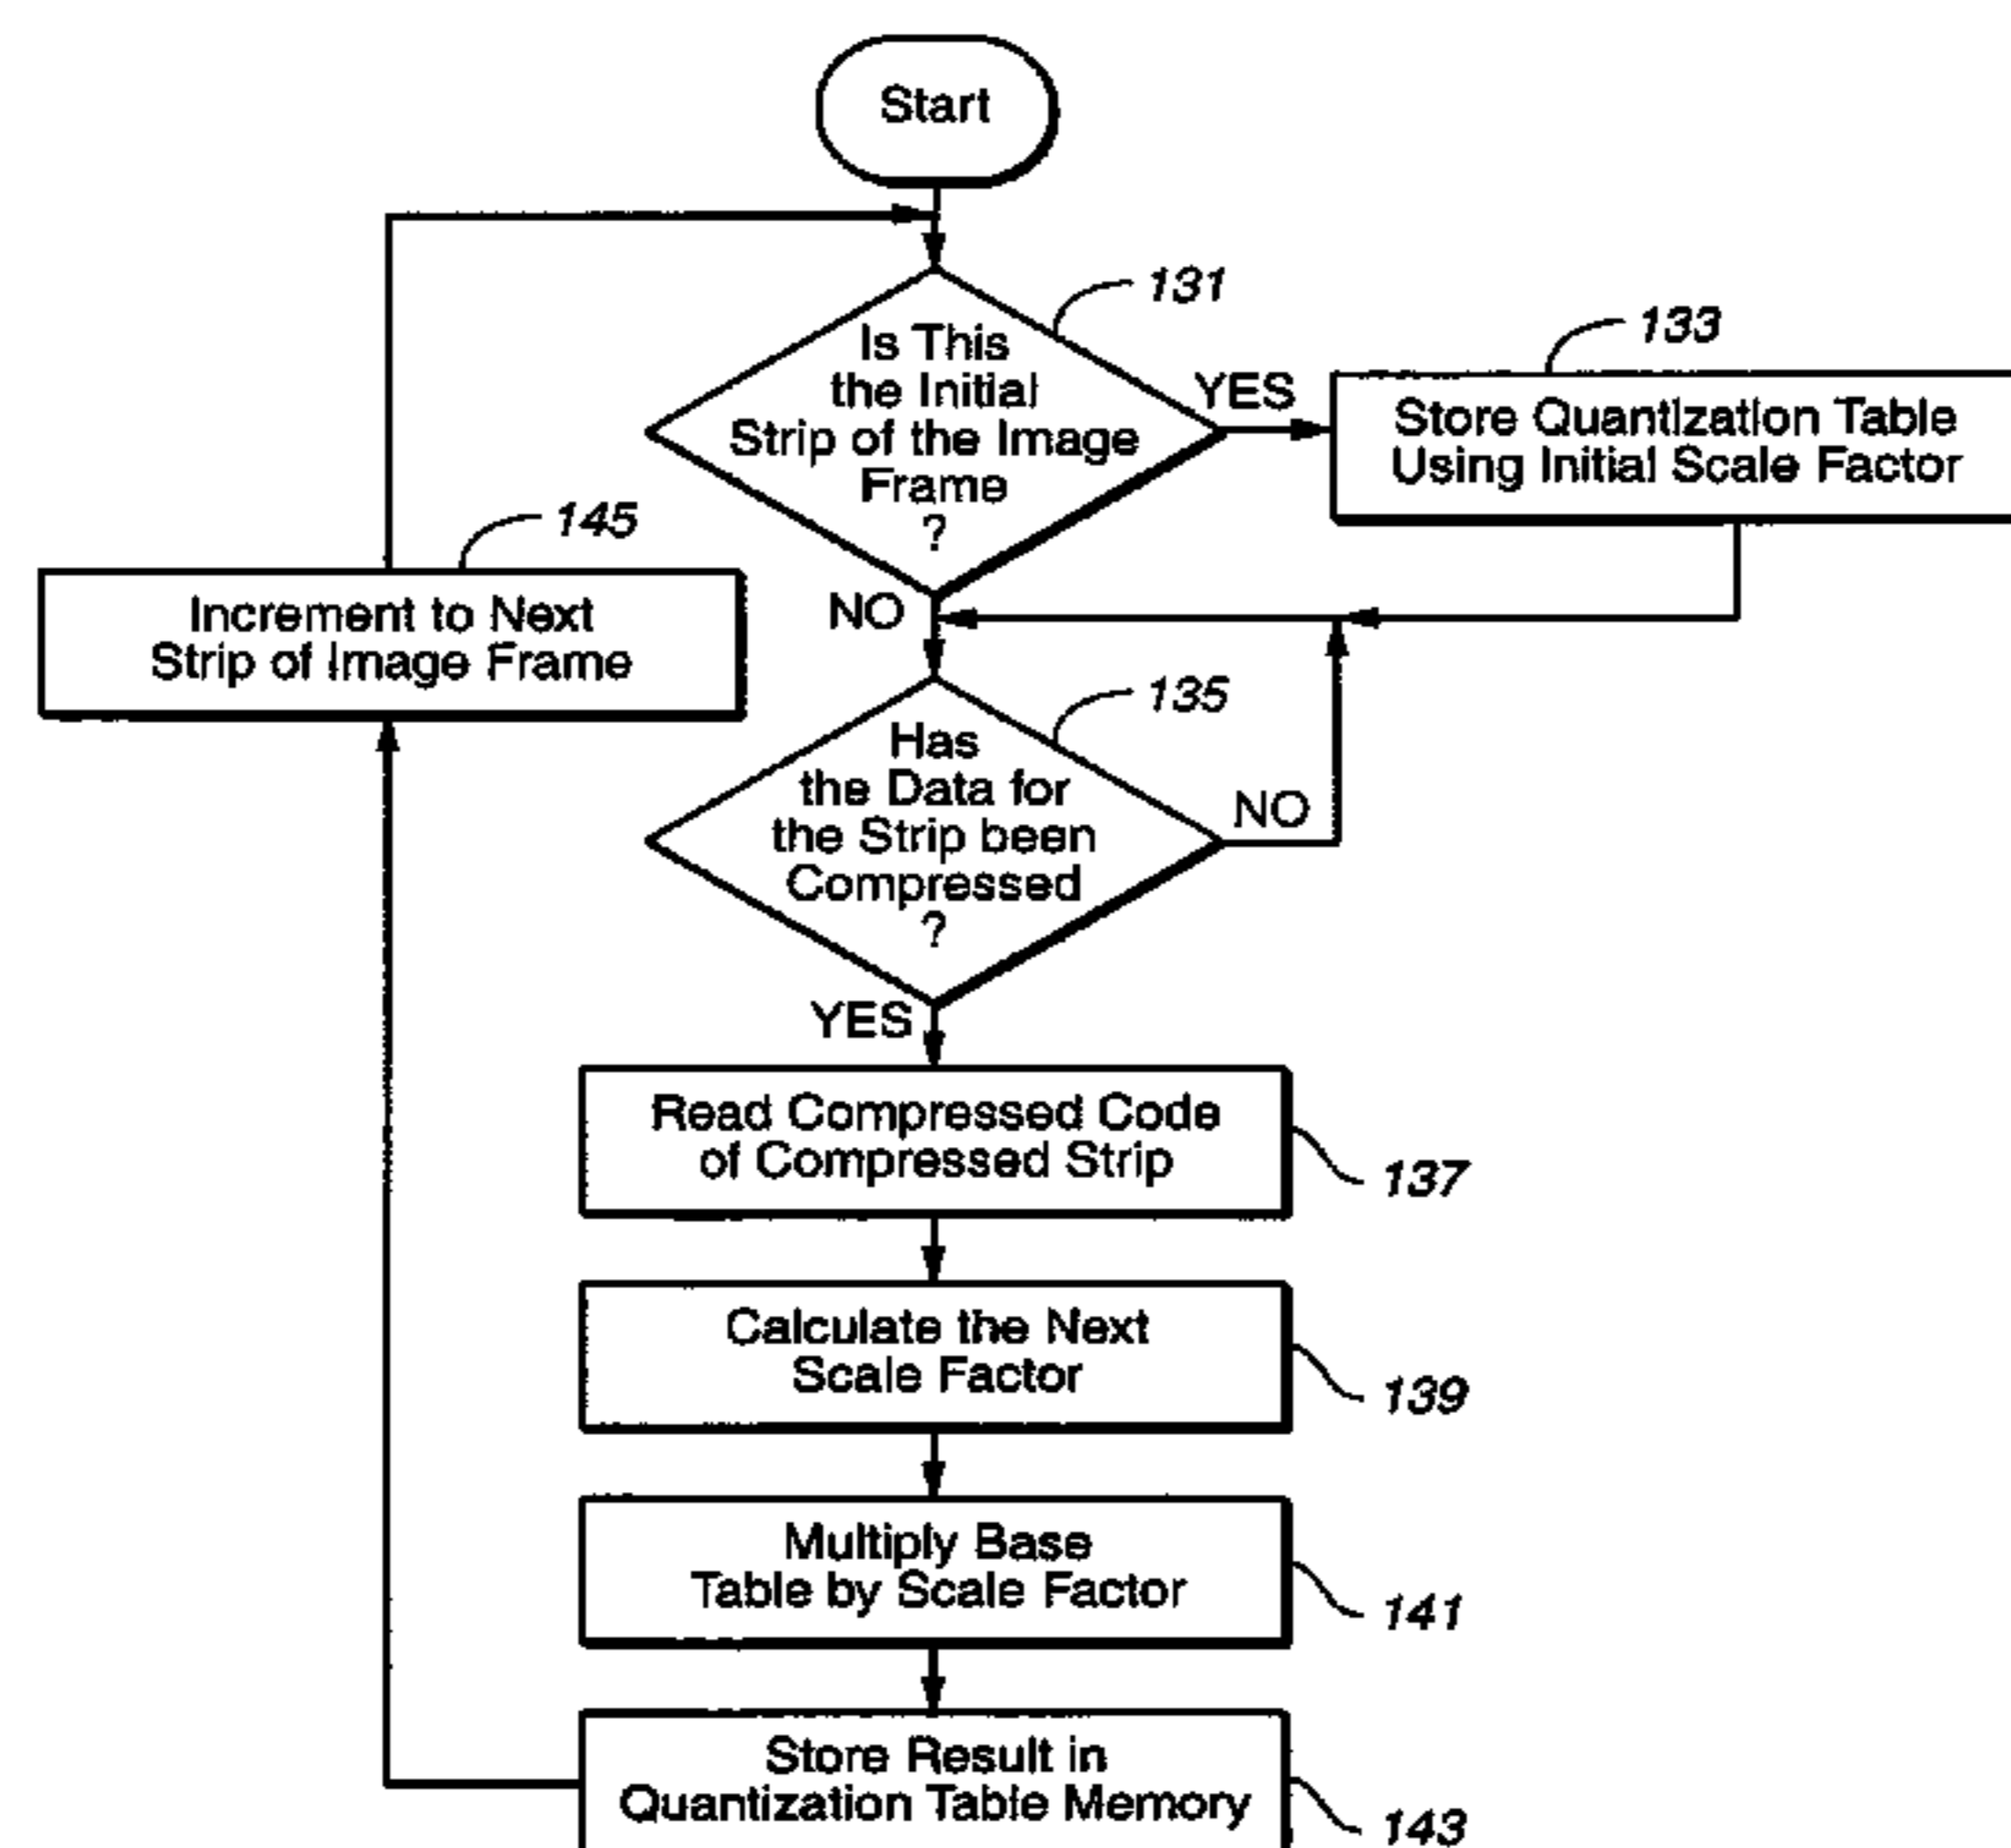 Start
131
Is This
the Initial
Strip of the Image
Frame
?
YES
133
Store Quantization Table
Using Initial Scale Factor
145
Increment to Next
Strip of Image Frame
NO
135
Has
the Data for
the Strip been
Compressed
?
NO
YES
Read Compressed Code
of Compressed Strip
137
Calculate the Next
Scale Factor
139
Multiply Base
Table by Scale Factor
141
Store Result in
Quantization Table Memory
143